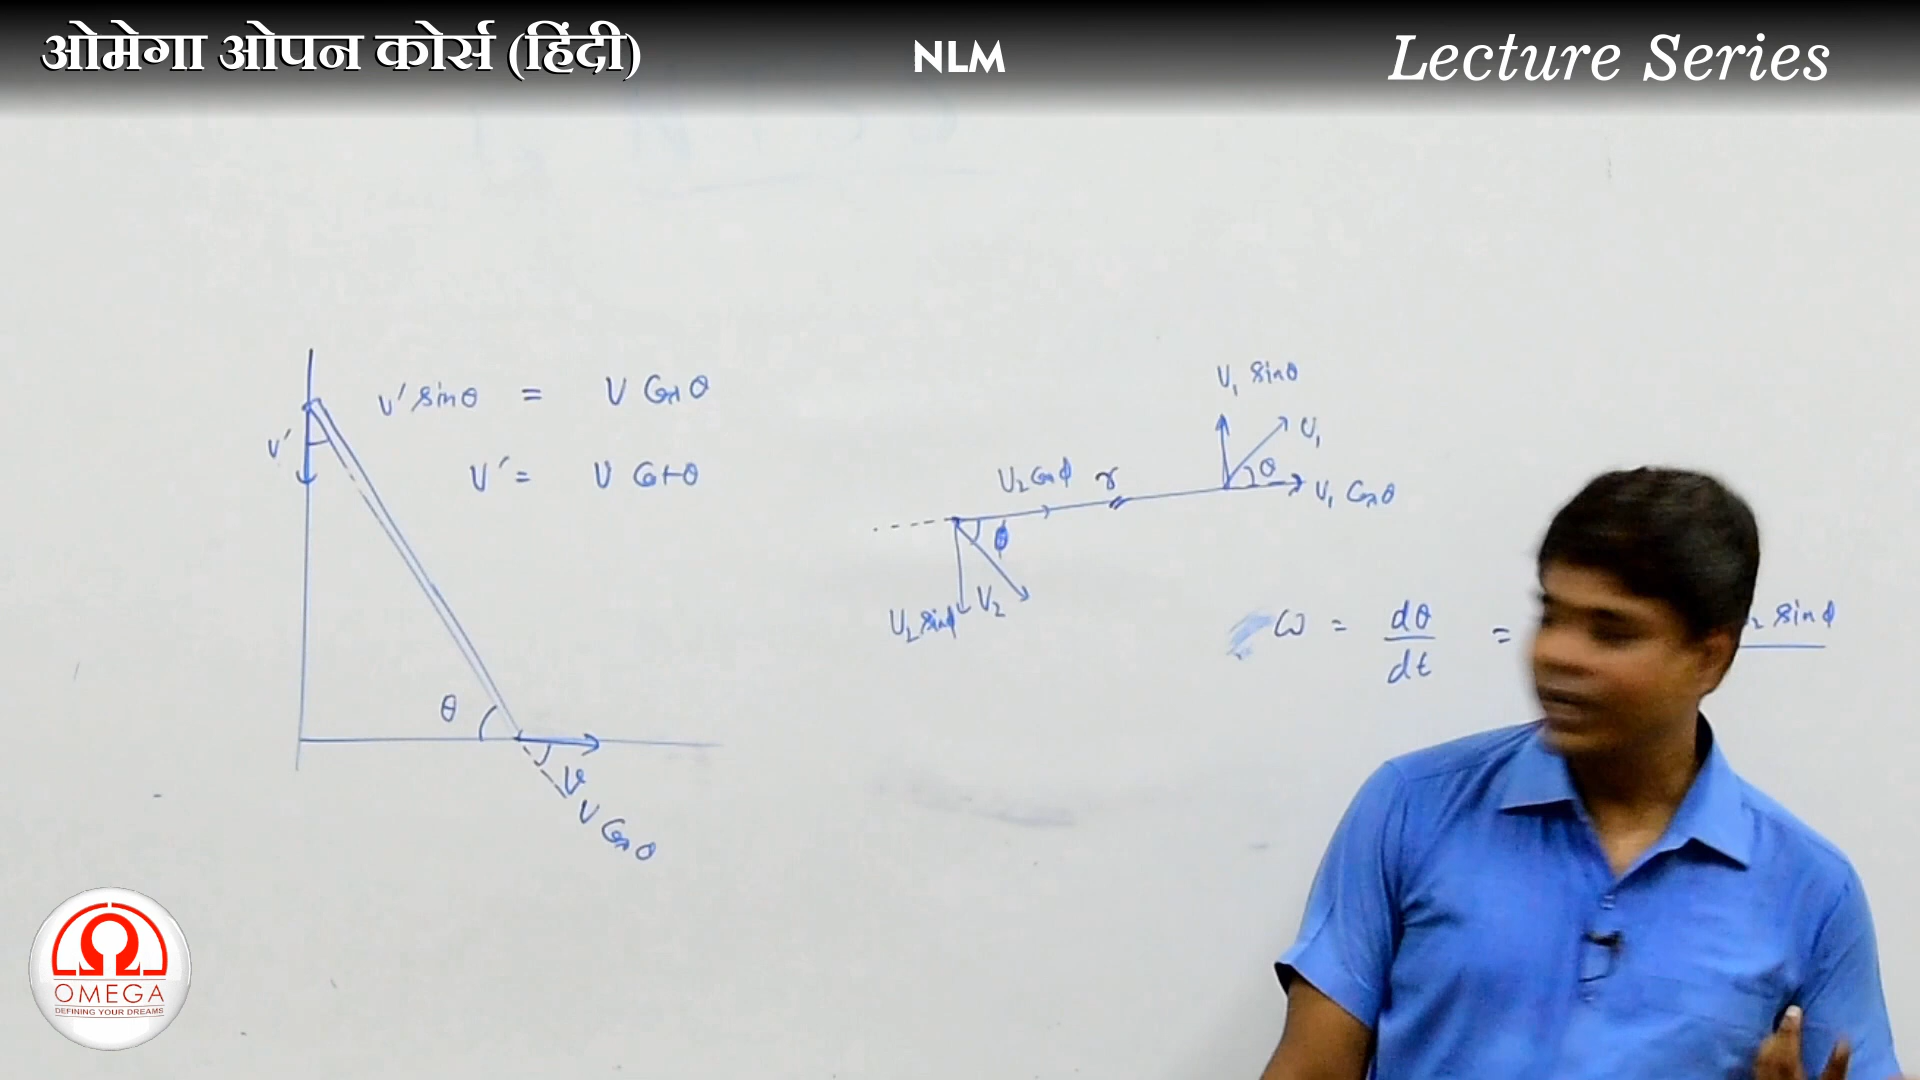 ओमेगा ओपन कोर्स (हिंदी)
NLM
Lecture Series
v' sinθ = v Cosθ
v' = v Cotθ
v'
θ
v
v Cosθ
v₁ sinθ
v₁
θ
v₁ Cosθ
v₂ cosϕ r
ϕ
v₂ sinϕ v₂
ω = dθ/dt = ₂ sinϕ
OMEGA
DEFINING YOUR DREAMS